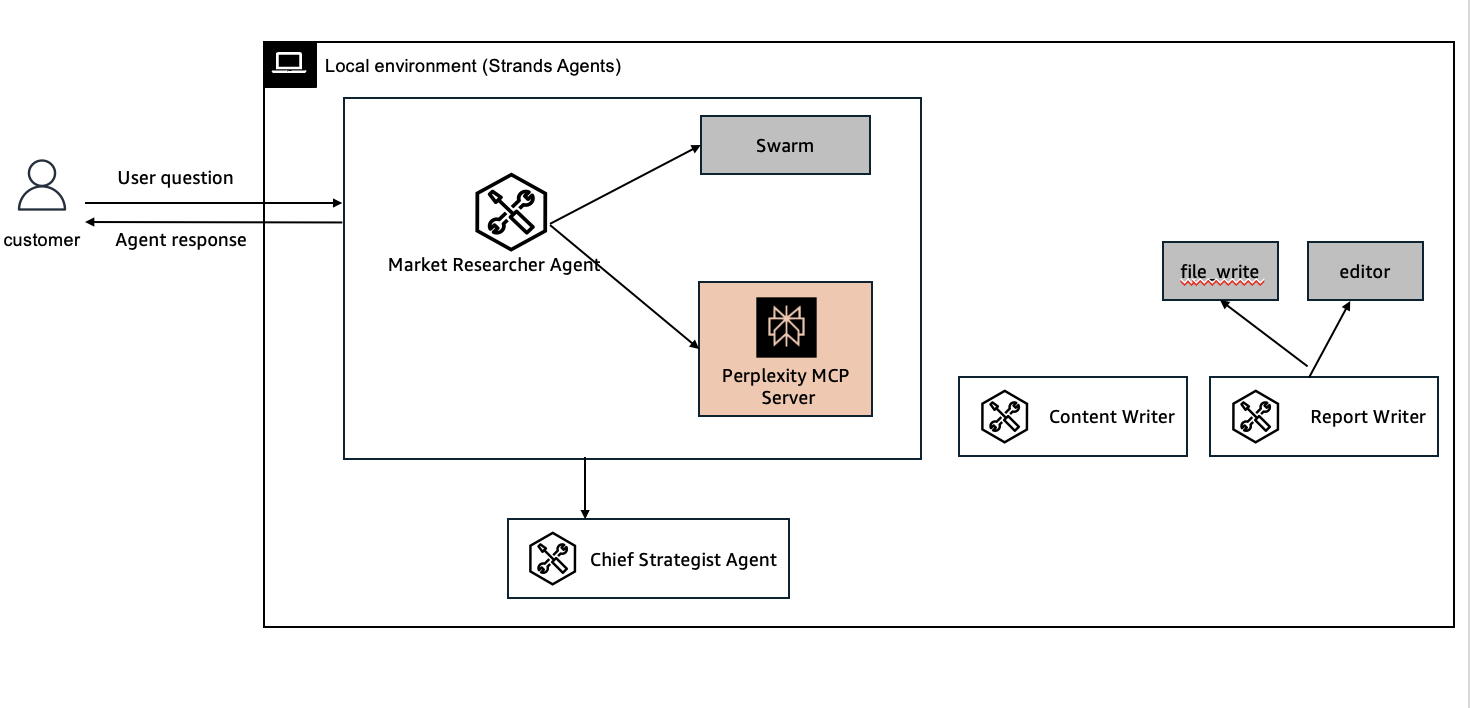 Local environment (Strands Agents)
Swarm
User question
customer
Agent response
Market Researcher Agent
file_write
editor
Perplexity MCP
Server
Content Writer
Report Writer
Chief Strategist Agent